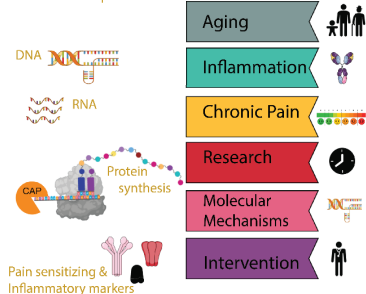 Aging
DNA
Inflammation
RNA
Chronic Pain
Protein
synthesis
Research
CAP
Molecular
Mechanisms
Intervention
Pain sensitizing &
Inflammatory markers